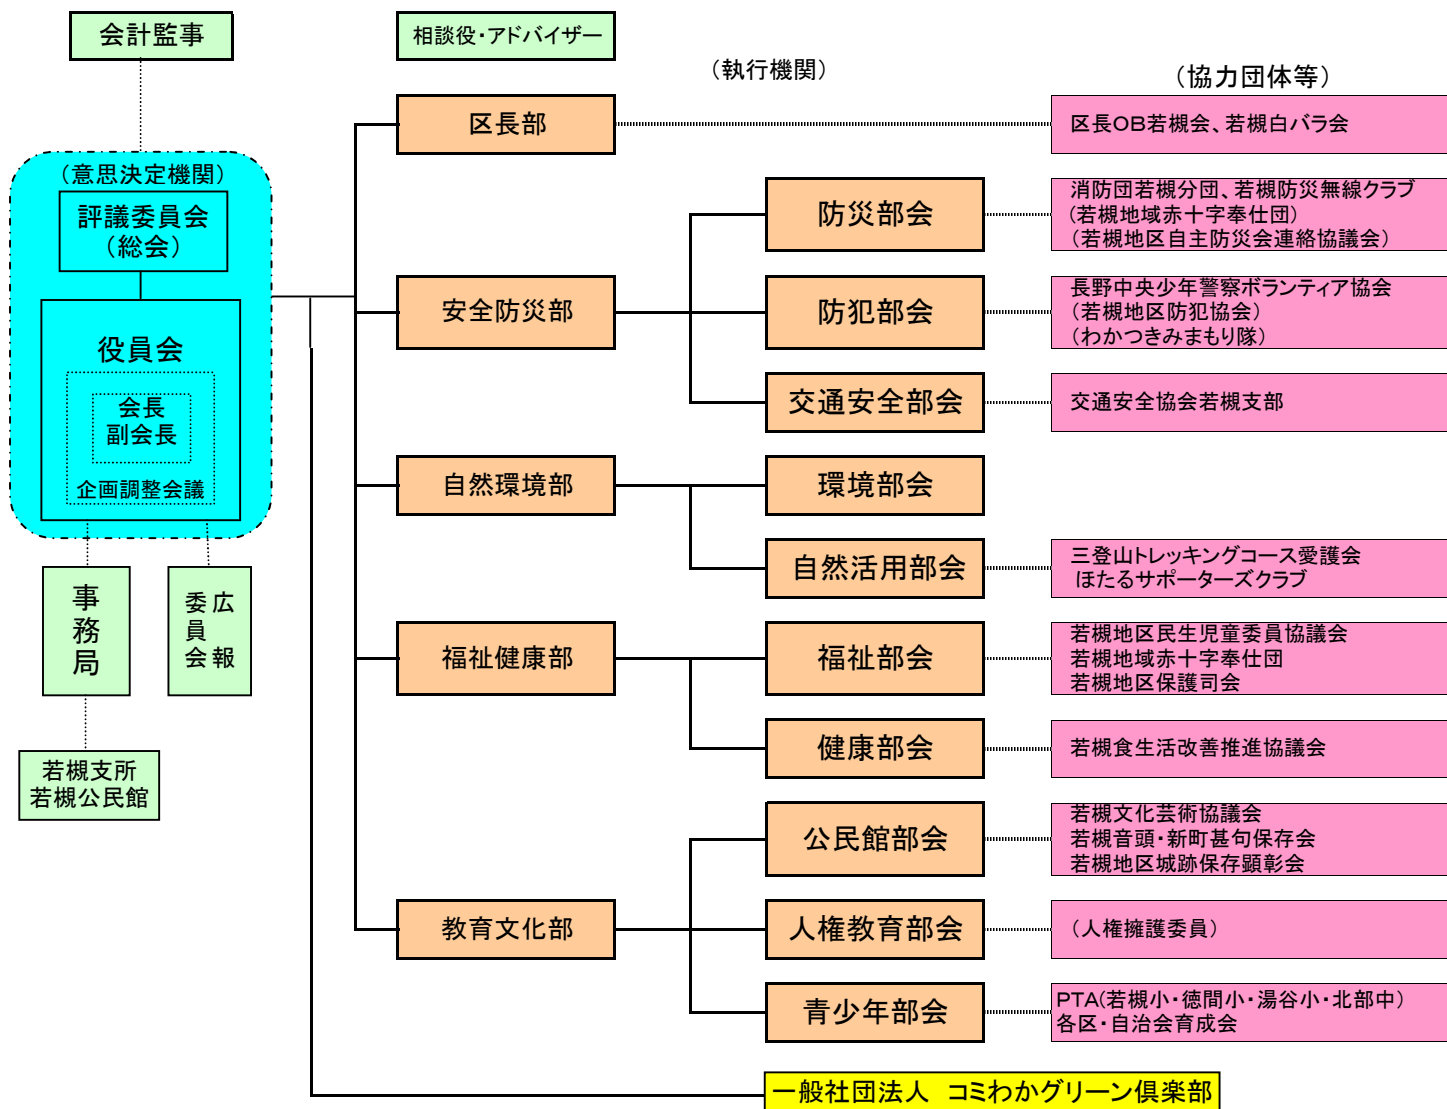 会計監事
相談役・アドバイザー
（執行機関）
（協力団体等）
（意思決定機関）
評議委員会
（総会）
役員会
会長
副会長
企画調整会議
事務局
広報
委員会
若槻支所
若槻公民館
区長部
区長OB若槻会、若槻白バラ会
安全防災部
防災部会
消防団若槻分団、若槻防災無線クラブ
(若槻地域赤十字奉仕団）
（若槻地区自主防災会連絡協議会）
防犯部会
長野中央少年警察ボランティア協会
（若槻地区防犯協会）
（わかつきみまもり隊）
交通安全部会
交通安全協会若槻支部
自然環境部
環境部会
自然活用部会
三登山トレッキングコース愛護会
ほたるサポーターズクラブ
福祉健康部
福祉部会
若槻地区民生児童委員協議会
若槻地域赤十字奉仕団
若槻地区保護司会
健康部会
若槻食生活改善推進協議会
教育文化部
公民館部会
若槻文化芸術協議会
若槻音頭・新町甚句保存会
若槻地区城跡保存顕彰会
人権教育部会
（人権擁護委員）
青少年部会
PTA(若槻小・徳間小・湯谷小・北部中）
各区・自治会育成会
一般社団法人　コミわかグリーン倶楽部